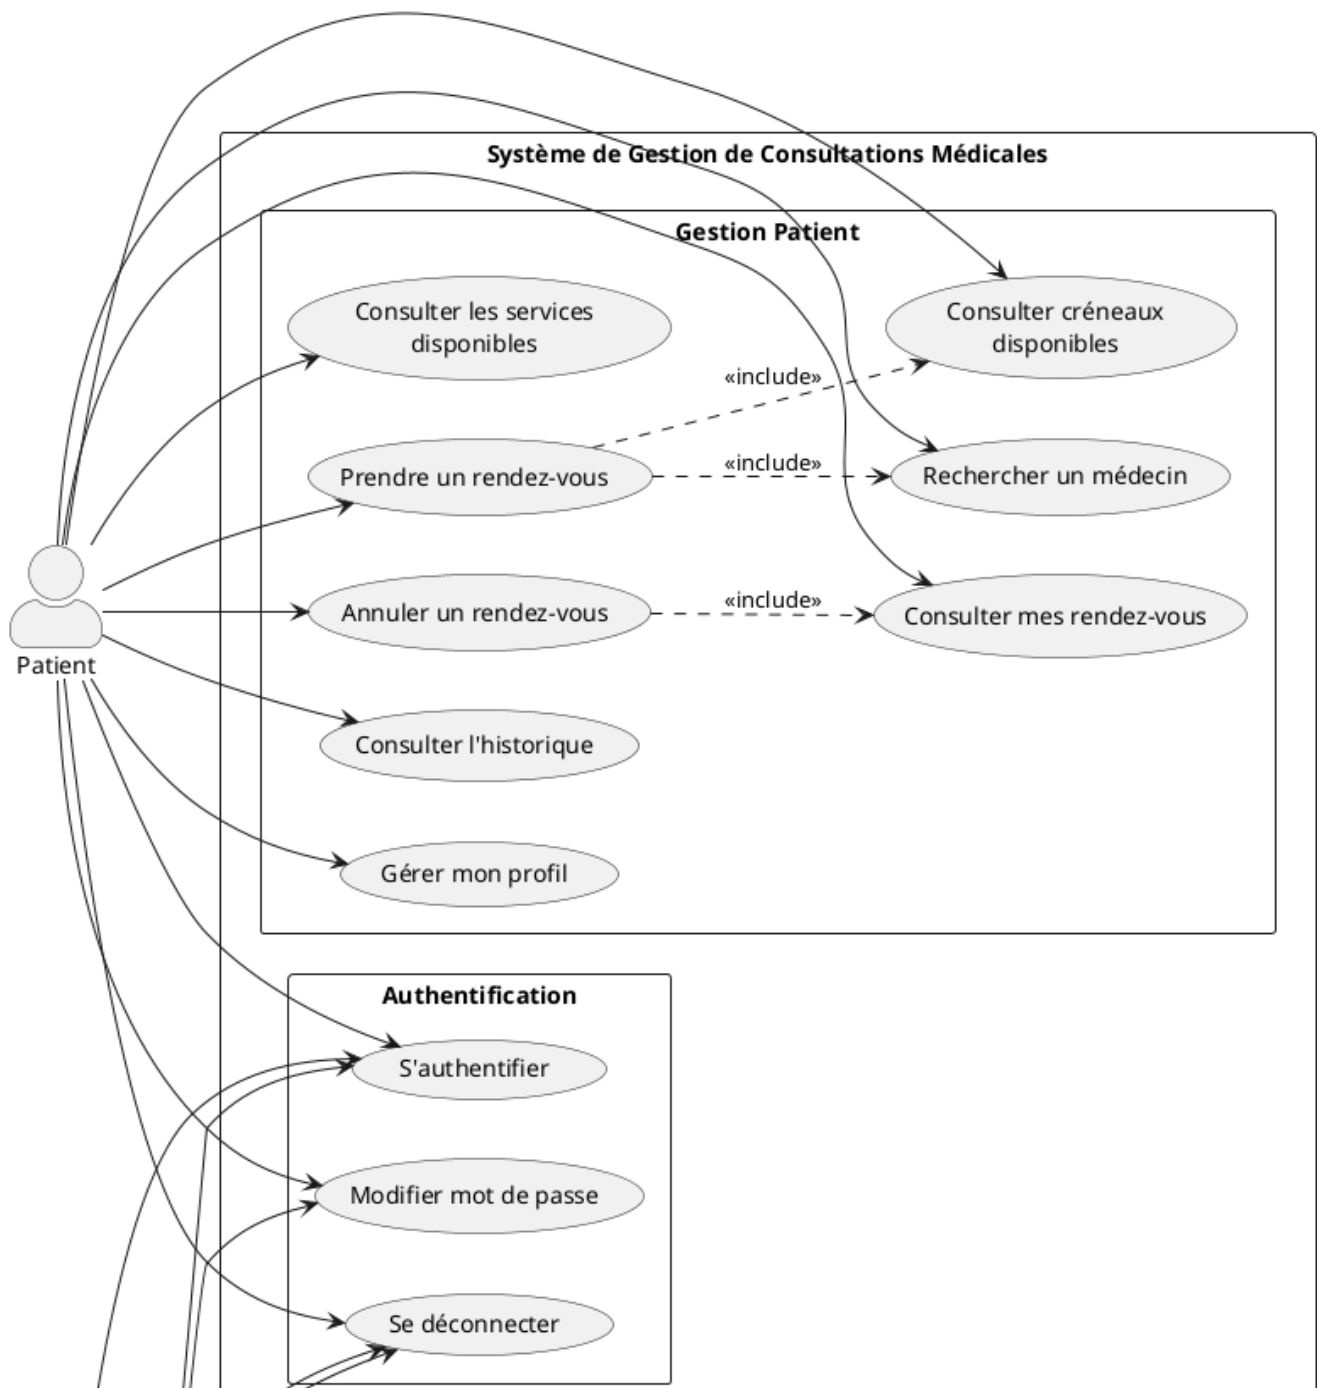 Système de Gestion de Consultations Médicales
Gestion Patient
Consulter les services
disponibles
Consulter créneaux
disponibles
«include»
Prendre un rendez-vous
«include»
Rechercher un médecin
Annuler un rendez-vous
«include»
Consulter mes rendez-vous
Patient
Consulter l'historique
Gérer mon profil
Authentification
S'authentifier
Modifier mot de passe
Se déconnecter